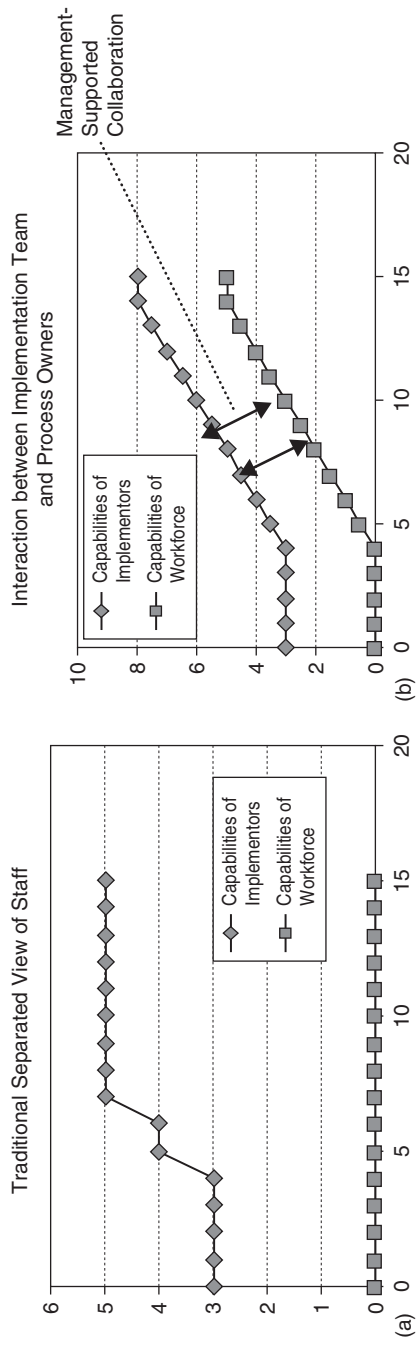 Traditional Separated View of Staff
6
5
4
3
2
1
0
Capabilities of
Implementors
Capabilities of
Workforce
0
5
10
15
20
(a)
Interaction between Implementation Team
and Process Owners
Management-
Supported
Collaboration
10
8
6
4
2
0
Capabilities of
Implementors
Capabilities of
Workforce
0
5
10
15
20
(b)